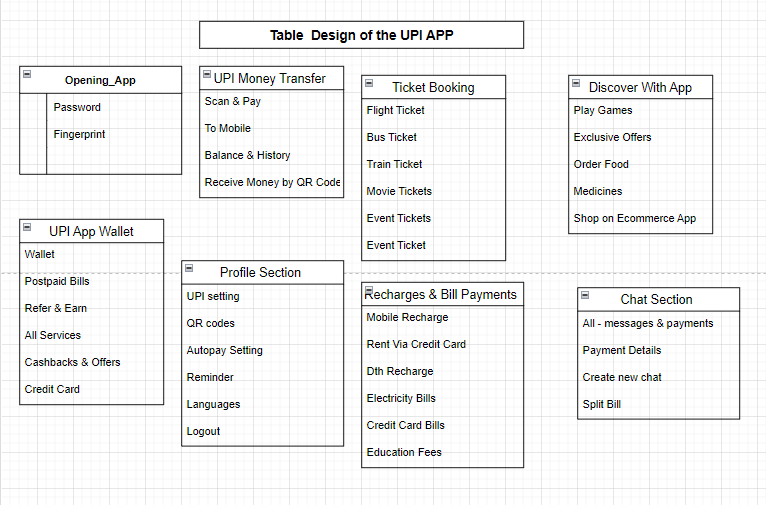 Table Design of the UPI APP
Opening_App
Password
Fingerprint
UPI Money Transfer
Scan & Pay
To Mobile
Balance & History
Receive Money by QR Code
Ticket Booking
Flight Ticket
Bus Ticket
Train Ticket
Movie Tickets
Event Tickets
Event Ticket
Discover With App
Play Games
Exclusive Offers
Order Food
Medicines
Shop on Ecommerce App
UPI App Wallet
Wallet
Postpaid Bills
Refer & Earn
All Services
Cashbacks & Offers
Credit Card
Profile Section
UPI setting
QR codes
Autopay Setting
Reminder
Languages
Logout
Recharges & Bill Payments
Mobile Recharge
Rent Via Credit Card
Dth Recharge
Electricity Bills
Credit Card Bills
Education Fees
Chat Section
All - messages & payments
Payment Details
Create new chat
Split Bill